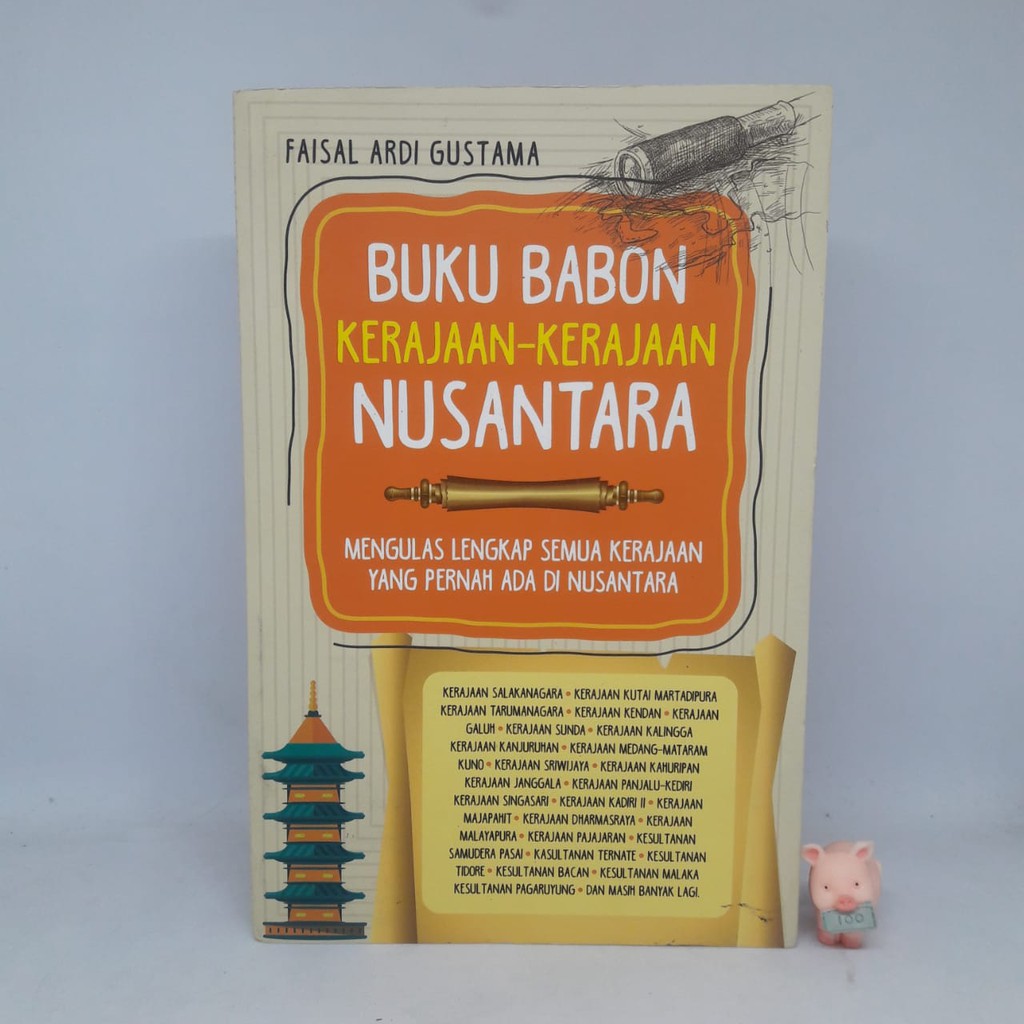 FAISAL ARDI GUSTAMA
BUKU BABON
KERAJAAN-KERAJAAN
NUSANTARA
MENGULAS LENGKAP SEMUA KERAJAAN
YANG PERNAH ADA DI NUSANTARA
KERAJAAN SALAKANAGARA • KERAJAAN KUTAI MARTADIPURA
KERAJAAN TARUMANAGARA • KERAJAAN KENDAN • KERAJAAN
GALUH • KERAJAAN SUNDA • KERAJAAN KALINGGA
KERAJAAN KANJURUHAN • KERAJAAN MEDANG-MATARAM
KUNO • KERAJAAN SRIWIJAYA • KERAJAAN KAHURIPAN
KERAJAAN JANGGALA • KERAJAAN PANJALU-KEDIRI
KERAJAAN SINGASARI • KERAJAAN KADIRI II • KERAJAAN
MAJAPAHIT • KERAJAAN DHARMASRAYA • KERAJAAN
MALAYAPURA • KERAJAAN PAJAJARAN • KESULTANAN
SAMUDERA PASAI • KASULTANAN TERNATE • KESULTANAN
TIDORE • KESULTANAN BACAN • KESULTANAN MALAKA
KESULTANAN PAGARUYUNG • DAN MASIH BANYAK LAGI.
100